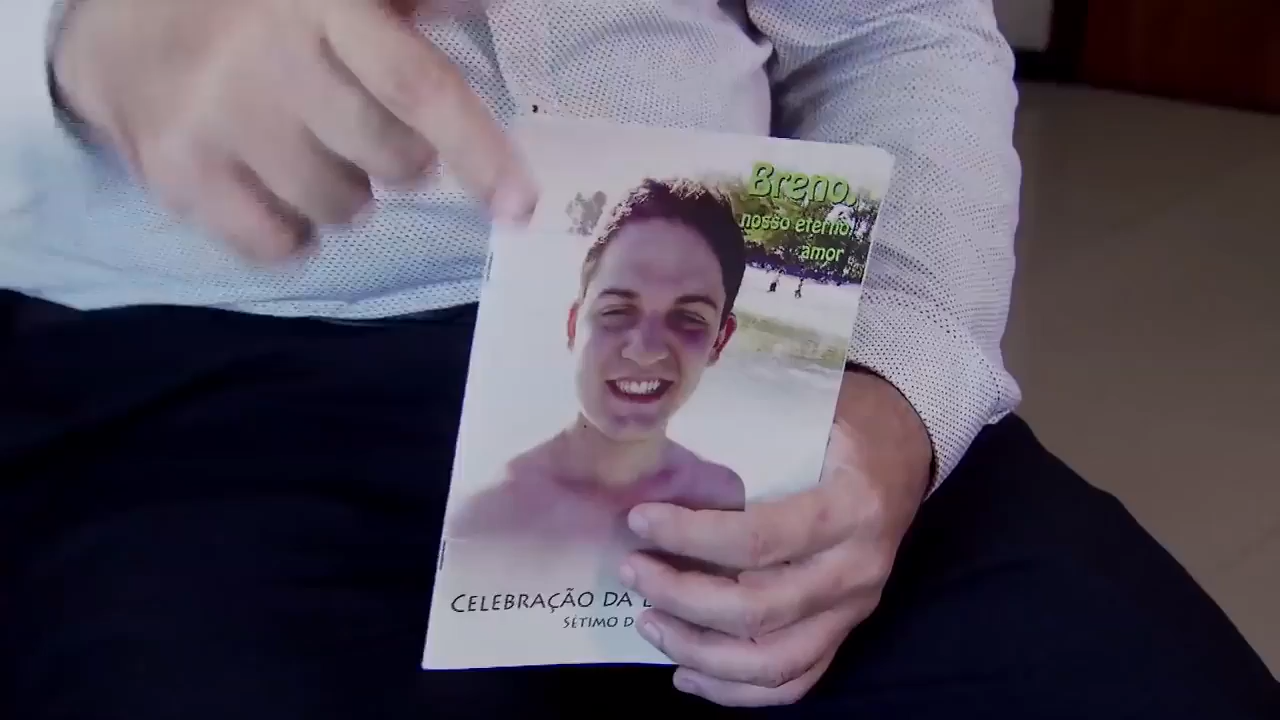 Breno,
nosso eterno
amor
CELEBRAÇÃO DA
SÉTIMO